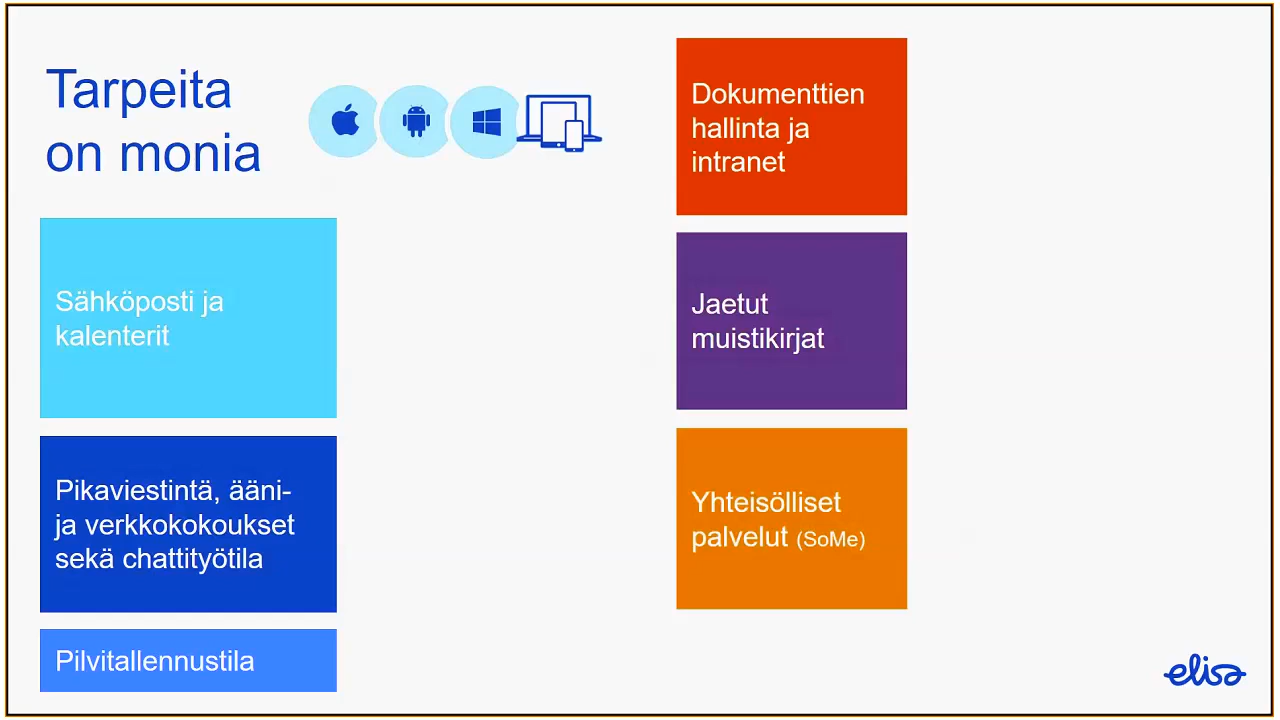 Tarpeita
on monia
Sähköposti ja
kalenterit
Pikaviestintä, ääni-
ja verkkokokoukset
sekä chattityötila
Pilvitallennustila
Dokumenttien
hallinta ja
intranet
Jaetut
muistikirjat
Yhteisölliset
palvelut (SoMe)
elisa